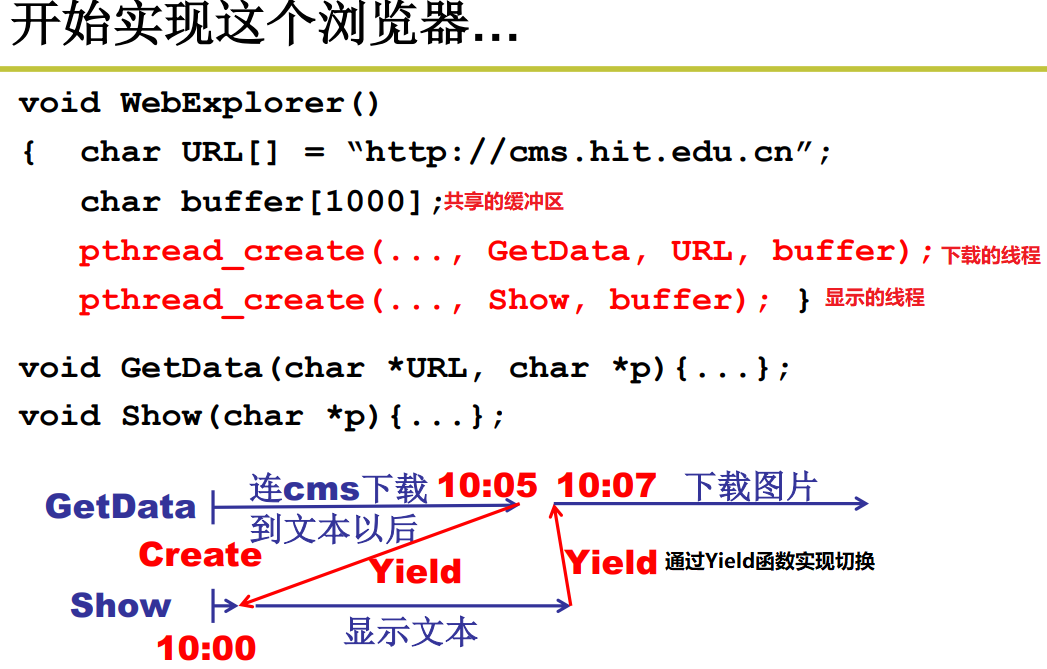 开始实现这个浏览器...
void WebExplorer()
{ char URL[] = “http://cms.hit.edu.cn”;
char buffer[1000];共享的缓冲区
pthread_create(..., GetData, URL, buffer);下载的线程
pthread_create(..., Show, buffer); } 显示的线程
void GetData(char *URL, char *p){...};
void Show(char *p){...};
连cms下载 10:05 10:07 下载图片
GetData
到文本以后
Create
Yield Yield 通过Yield函数实现切换
Show
显示文本
10:00